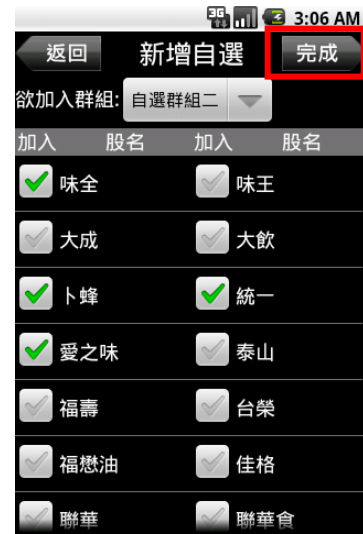 3G 3:06 AM
返回 新增自選 完成
欲加入群組: 自選群組二
加入 股名 加入 股名
味全 味王
大成 大飲
卜蜂 統一
愛之味 泰山
福壽 台榮
福懋油 佳格
聯華 聯華食